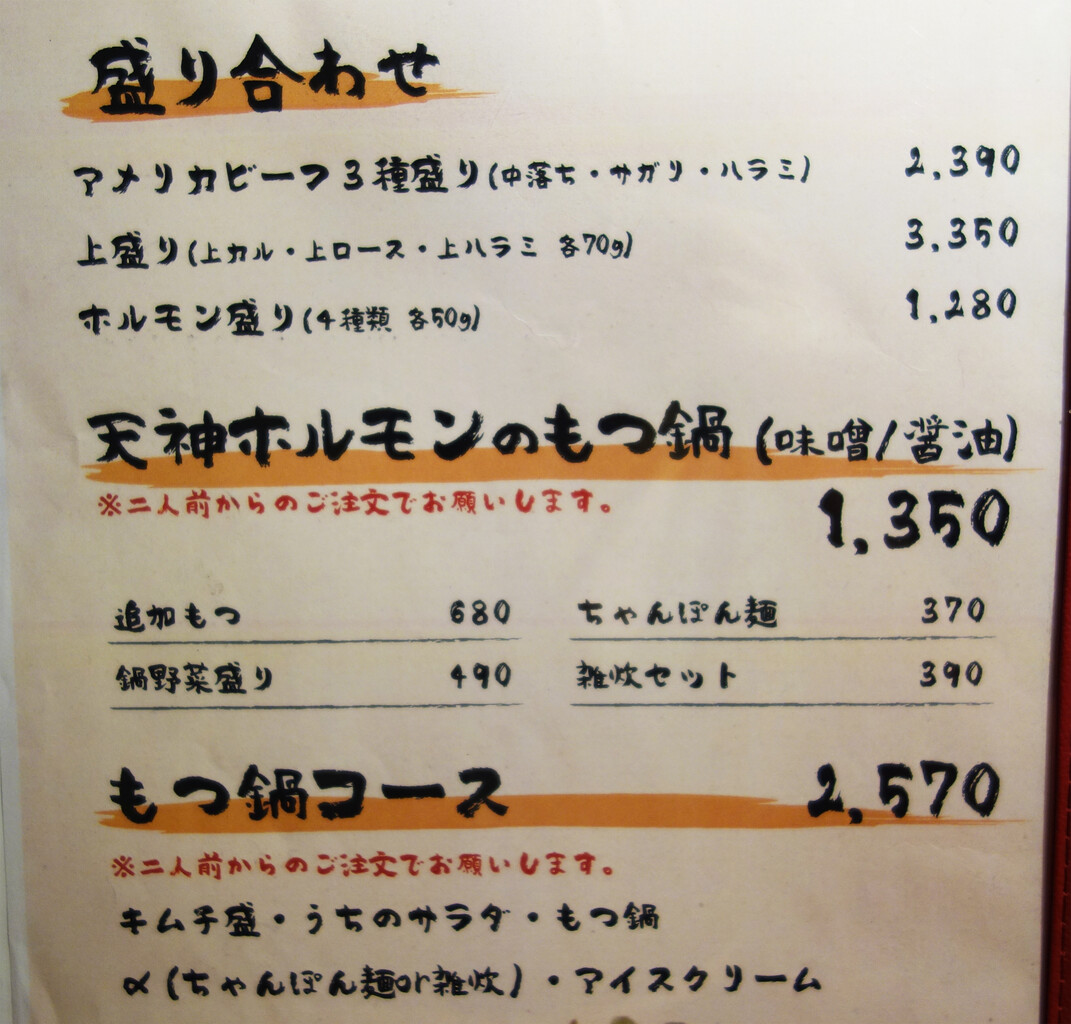 盛り合わせ
アメリカビーフ3種盛り(中落ち・サガリ・ハラミ) 2,390
上盛り(上カル・上ロース・上ハラミ 各70g) 3,350
ホルモン盛り(4種類 各50g) 1,280
天神ホルモンのもつ鍋(味噌/醤油)
※二人前からのご注文でお願いします。 1,350
追加もつ 680 ちゃんぽん麺 370
鍋野菜盛り 490 雑炊セット 390
もつ鍋コース 2,570
※二人前からのご注文でお願いします。
キムチ盛・うちのサラダ・もつ鍋
α(ちゃんぽん麺or雑炊)・アイスクリーム